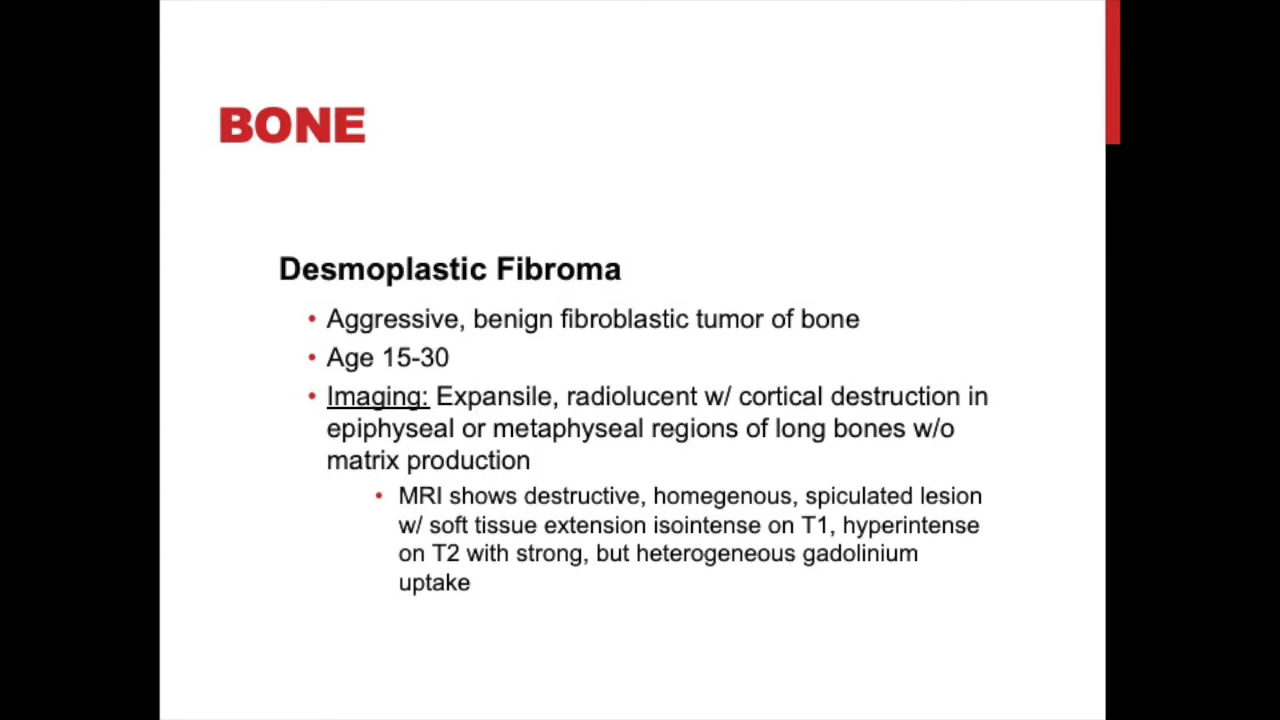 BONE
Desmoplastic Fibroma
• Aggressive, benign fibroblastic tumor of bone
• Age 15-30
• Imaging: Expansile, radiolucent w/ cortical destruction in
epiphyseal or metaphyseal regions of long bones w/o
matrix production
• MRI shows destructive, homegenous, spiculated lesion
w/ soft tissue extension isointense on T1, hyperintense
on T2 with strong, but heterogeneous gadolinium
uptake